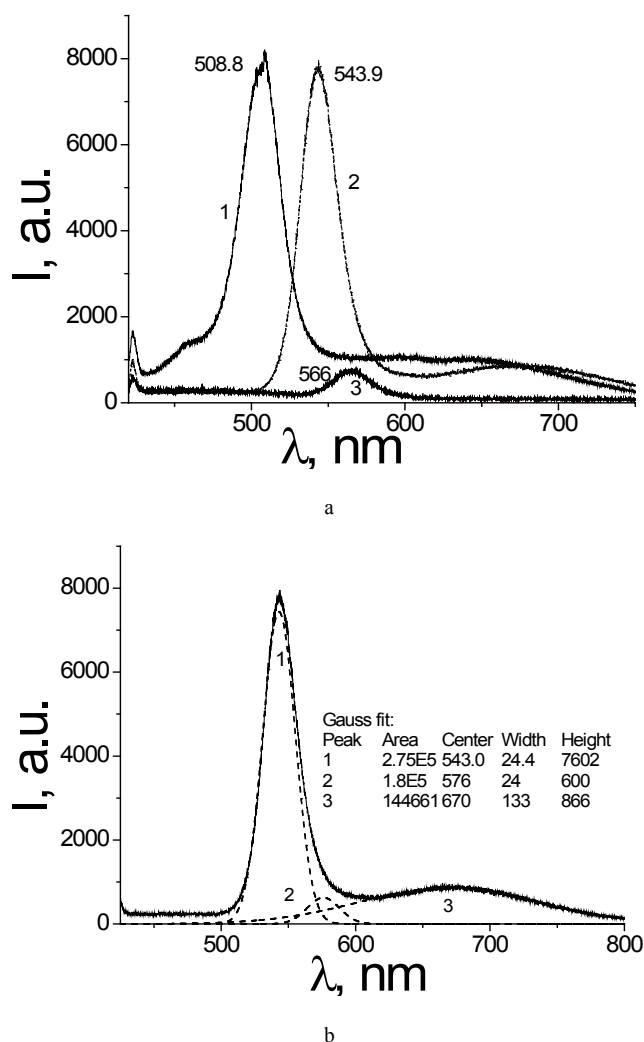 508.8
543.9
8000
6000
4000
2000
0
I, a.u.
1
2
566
3
500
600
700
λ, nm
a
8000
6000
4000
2000
0
I, a.u.
1
Gauss fit:
Peak Area Center Width Height
1 2.75E5 543.0 24.4 7602
2 1.8E5 576 24 600
3 144661 670 133 866
2
3
500
600
700
800
λ, nm
b